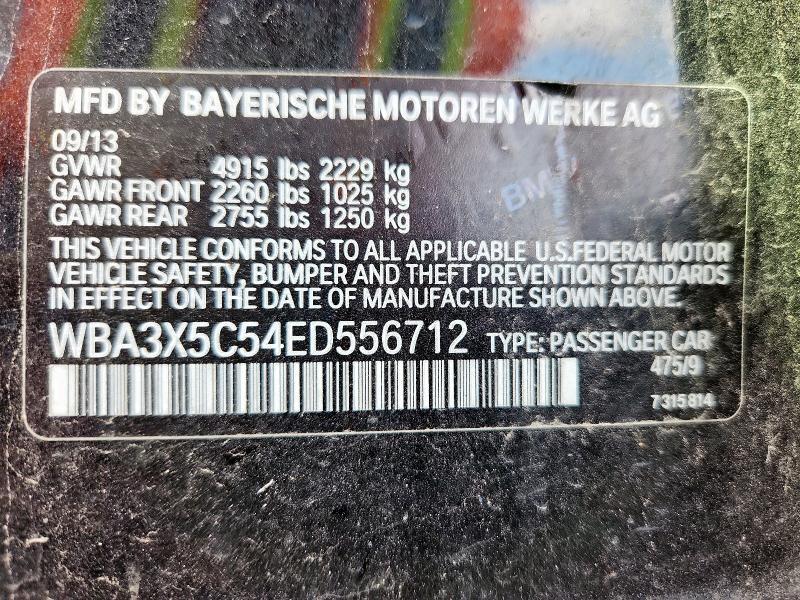 MFD BY BAYERISCHE MOTOREN WERKE AG
09/13
GVWR 4915 lbs 2229 kg
GAWR FRONT 2260 lbs 1025 kg
GAWR REAR 2755 lbs 1250 kg
BMW
THIS VEHICLE CONFORMS TO ALL APPLICABLE U.S.FEDERAL MOTOR
VEHICLE SAFETY, BUMPER AND THEFT PREVENTION STANDARDS
IN EFFECT ON THE DATE OF MANUFACTURE SHOWN ABOVE.
WBA3X5C54ED556712 TYPE: PASSENGER CAR
475/9
7315814